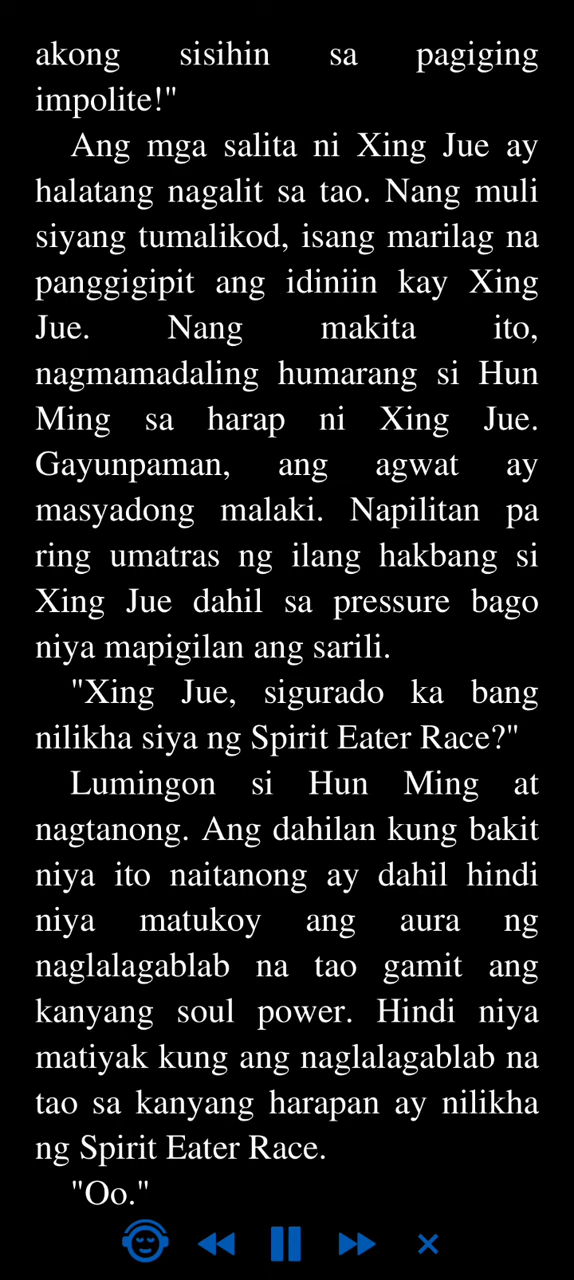 akong sisihin sa pagiging
impolite!"
Ang mga salita ni Xing Jue ay
halatang nagalit sa tao. Nang muli
siyang tumalikod, isang marilag na
panggigipit ang idiniin kay Xing
Jue. Nang makita ito,
nagmamadaling humarang si Hun
Ming sa harap ni Xing Jue.
Gayunpaman, ang agwat ay
masyadong malaki. Napilitan pa
ring umatras ng ilang hakbang si
Xing Jue dahil sa pressure bago
niya mapigilan ang sarili.
"Xing Jue, sigurado ka bang
nilikha siya ng Spirit Eater Race?"
Lumingon si Hun Ming at
nagtanong. Ang dahilan kung bakit
niya ito naitanong ay dahil hindi
niya matukoy ang aura ng
naglalagablab na tao gamit ang
kanyang soul power. Hindi niya
matiyak kung ang naglalagablab na
tao sa kanyang harapan ay nilikha
ng Spirit Eater Race.
"Oo."